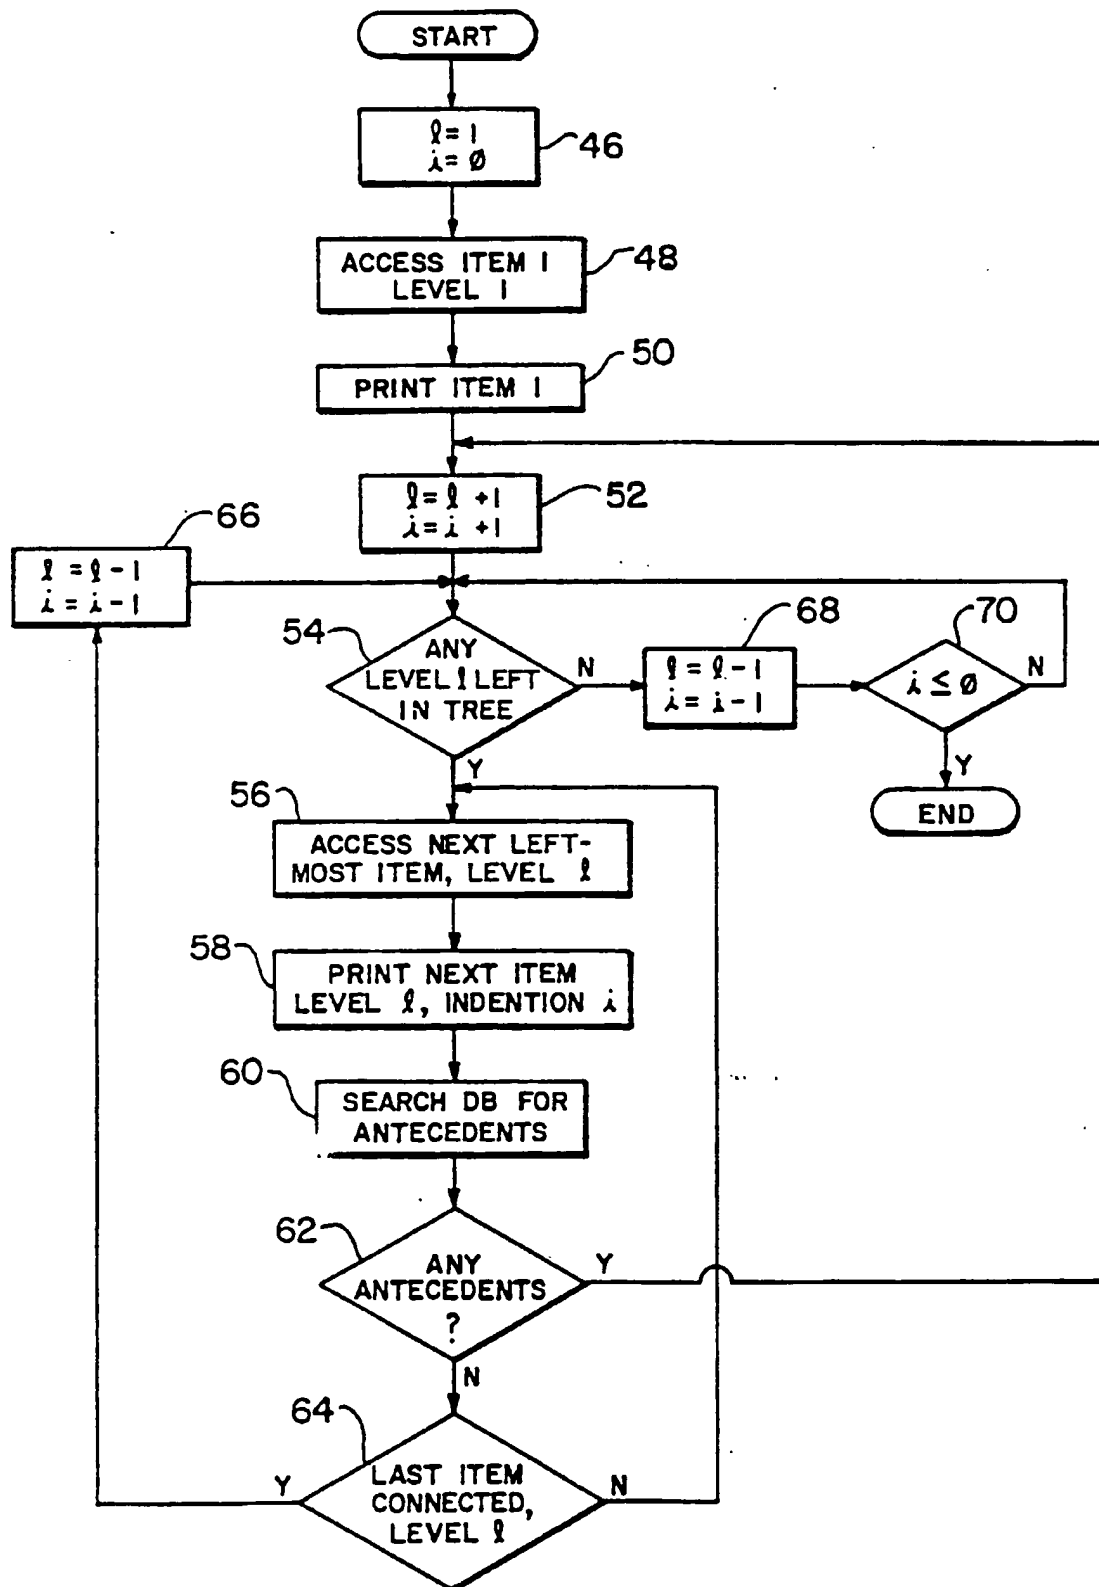 START
ℓ = 1
i = Ø
46
ACCESS ITEM 1
LEVEL 1
48
PRINT ITEM 1
50
ℓ = ℓ +1
i = i +1
52
66
ℓ = ℓ -1
i = i -1
54
ANY
LEVEL ℓ LEFT
IN TREE
N
Y
68
ℓ = ℓ -1
i = i -1
70
i ≤ Ø
N
Y
END
56
ACCESS NEXT LEFT-
MOST ITEM, LEVEL ℓ
58
PRINT NEXT ITEM
LEVEL ℓ, INDENTION i
60
SEARCH DB FOR
ANTECEDENTS
62
ANY
ANTECEDENTS
?
Y
N
64
LAST ITEM
CONNECTED,
LEVEL ℓ
Y
N